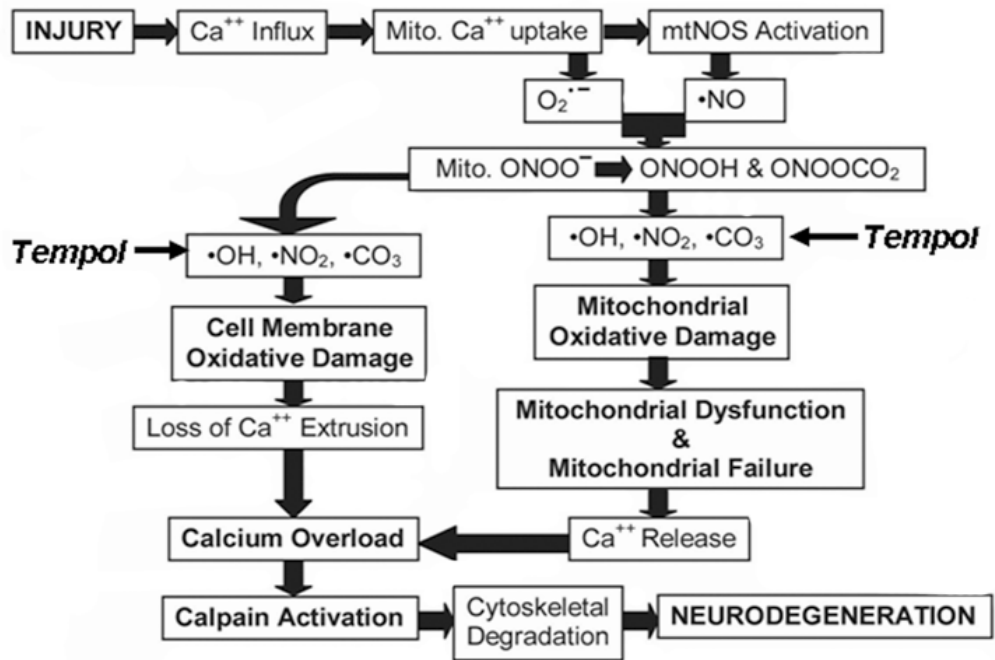 INJURY
Ca⁺⁺ Influx
Mito. Ca⁺⁺ uptake
mtNOS Activation
O₂˙⁻
•NO
Mito. ONOO⁻ ONOOH & ONOOCO₂
Tempol
•OH, •NO₂, •CO₃
•OH, •NO₂, •CO₃
Tempol
Cell Membrane
Oxidative Damage
Mitochondrial
Oxidative Damage
Loss of Ca⁺⁺ Extrusion
Mitochondrial Dysfunction
&
Mitochondrial Failure
Calcium Overload
Ca⁺⁺ Release
Calpain Activation
Cytoskeletal
Degradation
NEURODEGENERATION